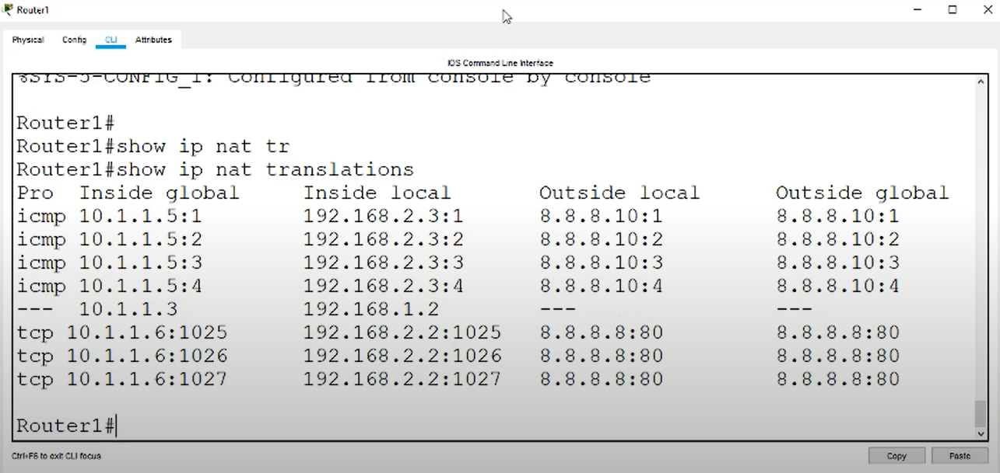 Router1
Physical Config CLI Attributes
IOS Command Line Interface
%SYS-5-CONFIG_I: Configured from console by console
Router1#
Router1#show ip nat tr
Router1#show ip nat translations
Pro Inside global Inside local Outside local Outside global
icmp 10.1.1.5:1 192.168.2.3:1 8.8.8.10:1 8.8.8.10:1
icmp 10.1.1.5:2 192.168.2.3:2 8.8.8.10:2 8.8.8.10:2
icmp 10.1.1.5:3 192.168.2.3:3 8.8.8.10:3 8.8.8.10:3
icmp 10.1.1.5:4 192.168.2.3:4 8.8.8.10:4 8.8.8.10:4
--- 10.1.1.3 192.168.1.2 --- ---
tcp 10.1.1.6:1025 192.168.2.2:1025 8.8.8.8:80 8.8.8.8:80
tcp 10.1.1.6:1026 192.168.2.2:1026 8.8.8.8:80 8.8.8.8:80
tcp 10.1.1.6:1027 192.168.2.2:1027 8.8.8.8:80 8.8.8.8:80
Router1#
Ctrl+F6 to exit CLI focus
Copy Paste